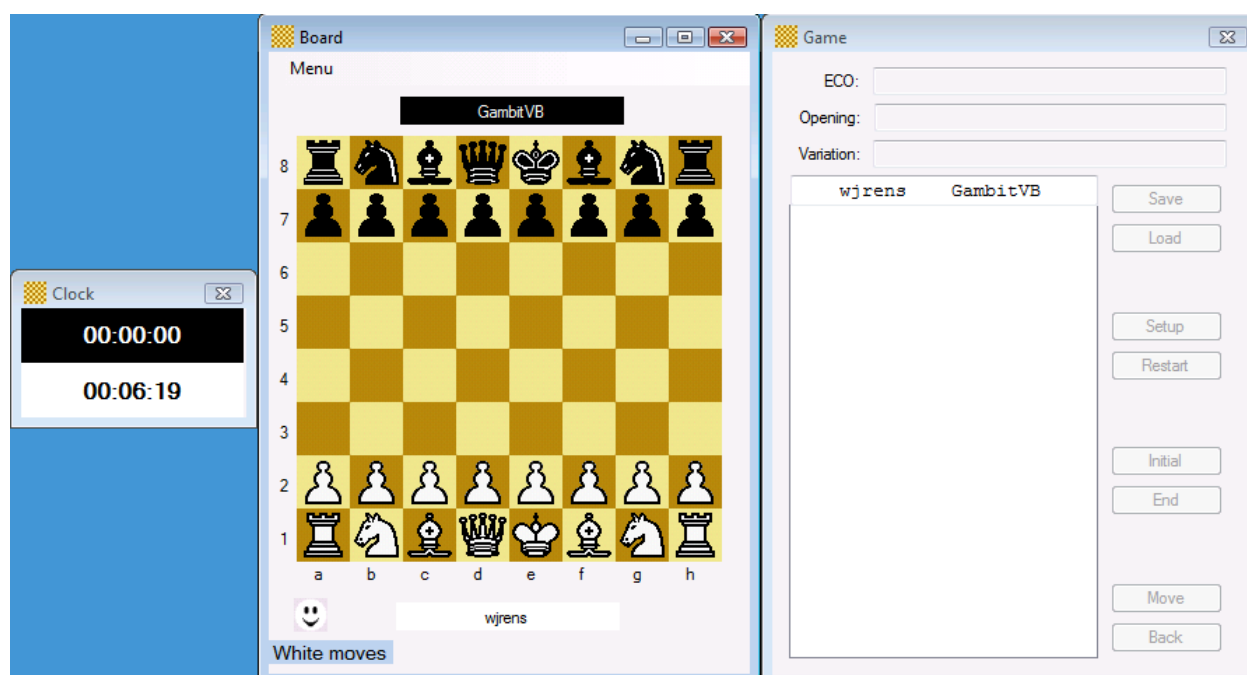 Clock
00:00:00
00:06:19
Board
Menu
GambitVB
8
7
6
5
4
3
2
1
a b c d e f g h
wjrens
White moves
Game
ECO:
Opening:
Variation:
wjrens GambitVB
Save
Load
Setup
Restart
Initial
End
Move
Back